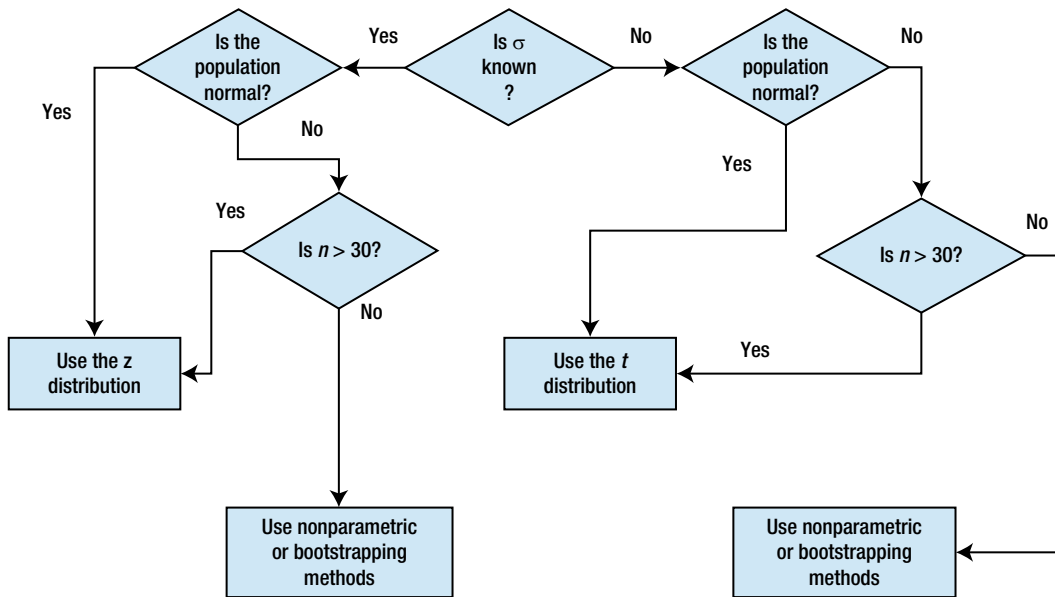 Is the
population
normal?
Yes
Is σ
known
?
No
Is the
population
normal?
No
Yes
No
Yes
Yes
Is n > 30?
No
Is n > 30?
No
Use the z
distribution
Use the t
distribution
Yes
Use nonparametric
or bootstrapping
methods
Use nonparametric
or bootstrapping
methods